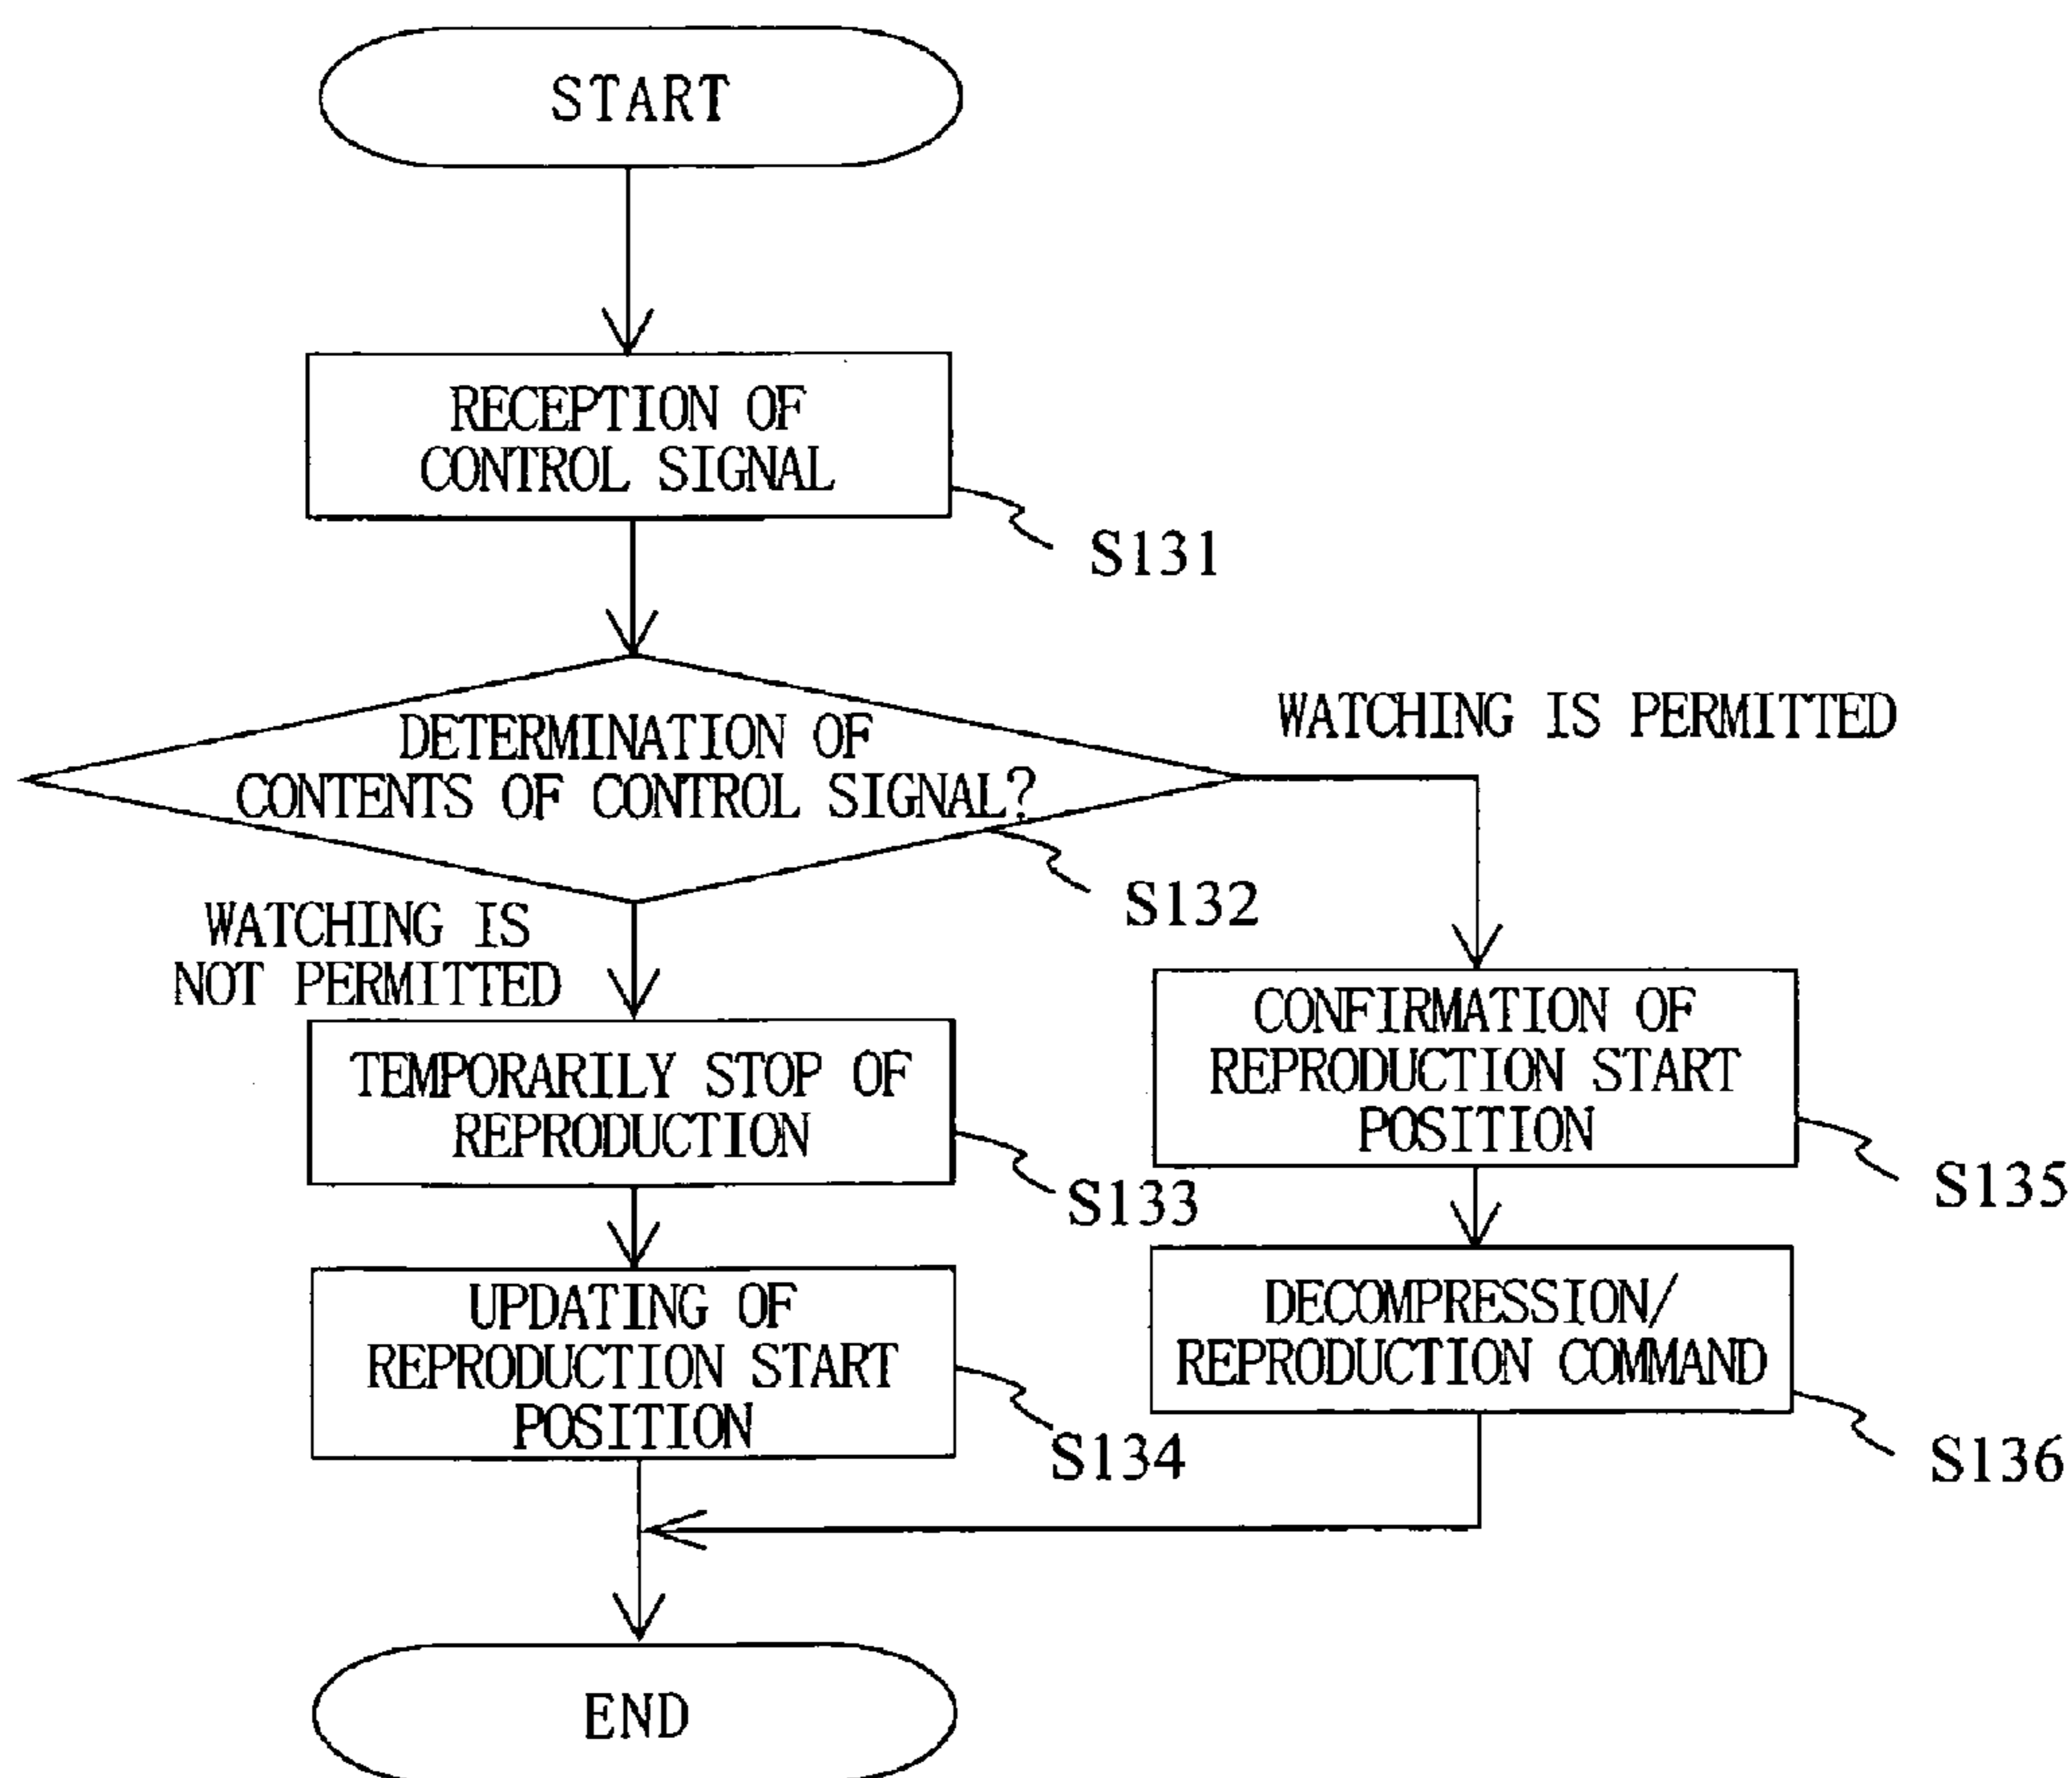 START
RECEPTION OF
CONTROL SIGNAL
S131
DETERMINATION OF
CONTENTS OF CONTROL SIGNAL?
S132
WATCHING IS PERMITTED
WATCHING IS
NOT PERMITTED
TEMPORARILY STOP OF
REPRODUCTION
S133
UPDATING OF
REPRODUCTION START
POSITION
S134
CONFIRMATION OF
REPRODUCTION START
POSITION
S135
DECOMPRESSION/
REPRODUCTION COMMAND
S136
END